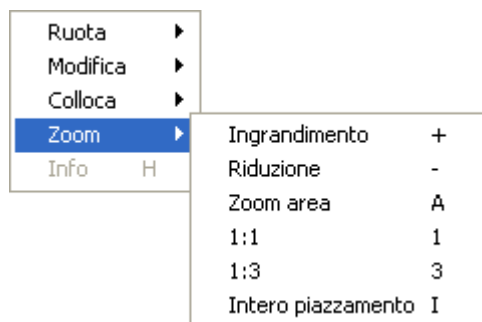 Ruota
Modifica
Colloca
Zoom
Info H
Ingrandimento +
Riduzione -
Zoom area A
1:1 1
1:3 3
Intero piazzamento I